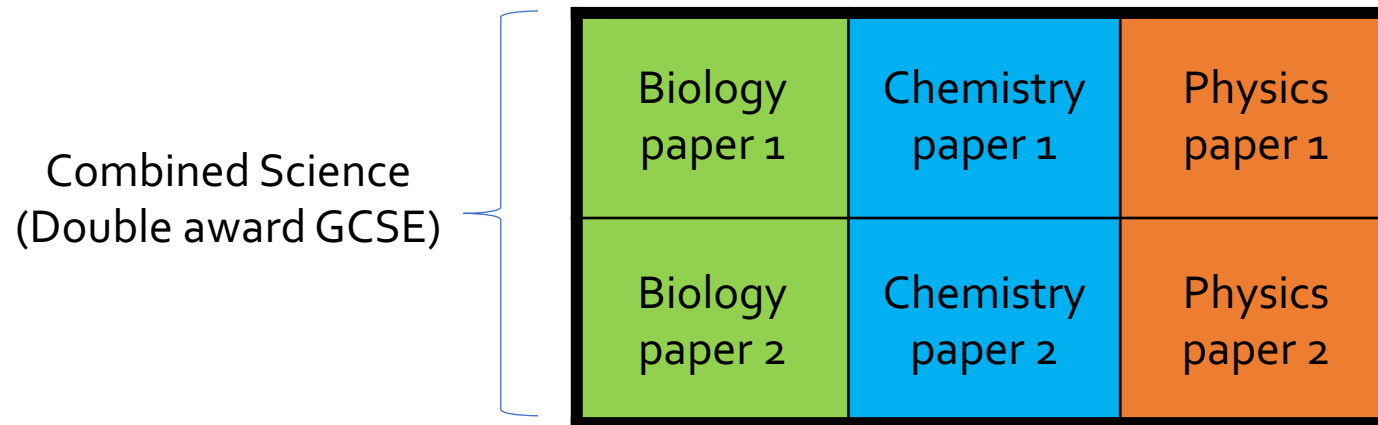 Combined Science
(Double award GCSE)
Biology
paper 1
Chemistry
paper 1
Physics
paper 1
Biology
paper 2
Chemistry
paper 2
Physics
paper 2